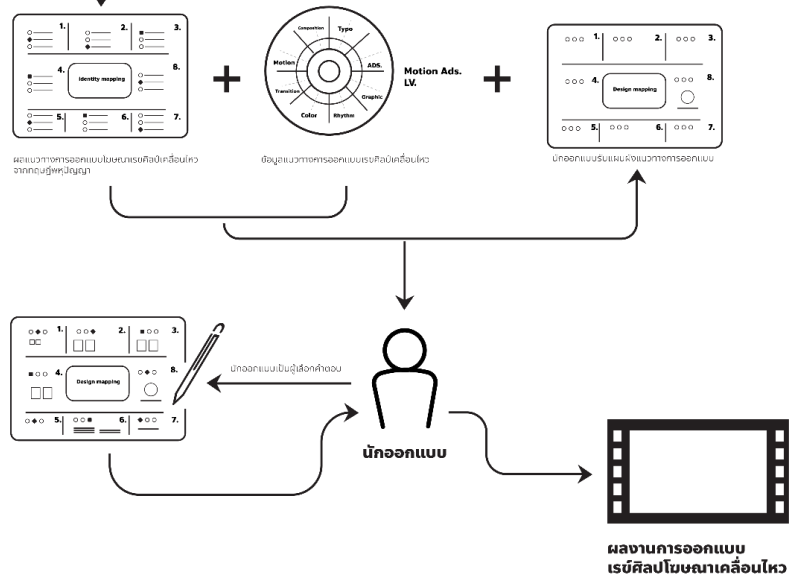 1.
2.
3.
4.
Identity mapping
8.
5.
6.
7.
Composition
Typo
Motion
ADS.
Transition
Graphic
Color
Rhythm
Motion Ads.
LV.
1.
2.
3.
4.
Design mapping
8.
5.
6.
7.
ผลแนวทางการออกแบบโฆษณาเรขศิลป์เคลื่อนไหว
จากทฤษฎีพหุปัญญา
ข้อมูลแนวทางการออกแบบเรขศิลป์เคลื่อนไหว
นักออกแบบรับแผนผังแนวทางการออกแบบ
1.
2.
3.
4.
Design mapping
8.
5.
6.
7.
นักออกแบบเป็นผู้เลือกคำตอบ
นักออกแบบ
ผลงานการออกแบบ
เรข์ศิลปโฆษณาเคลื่อนไหว